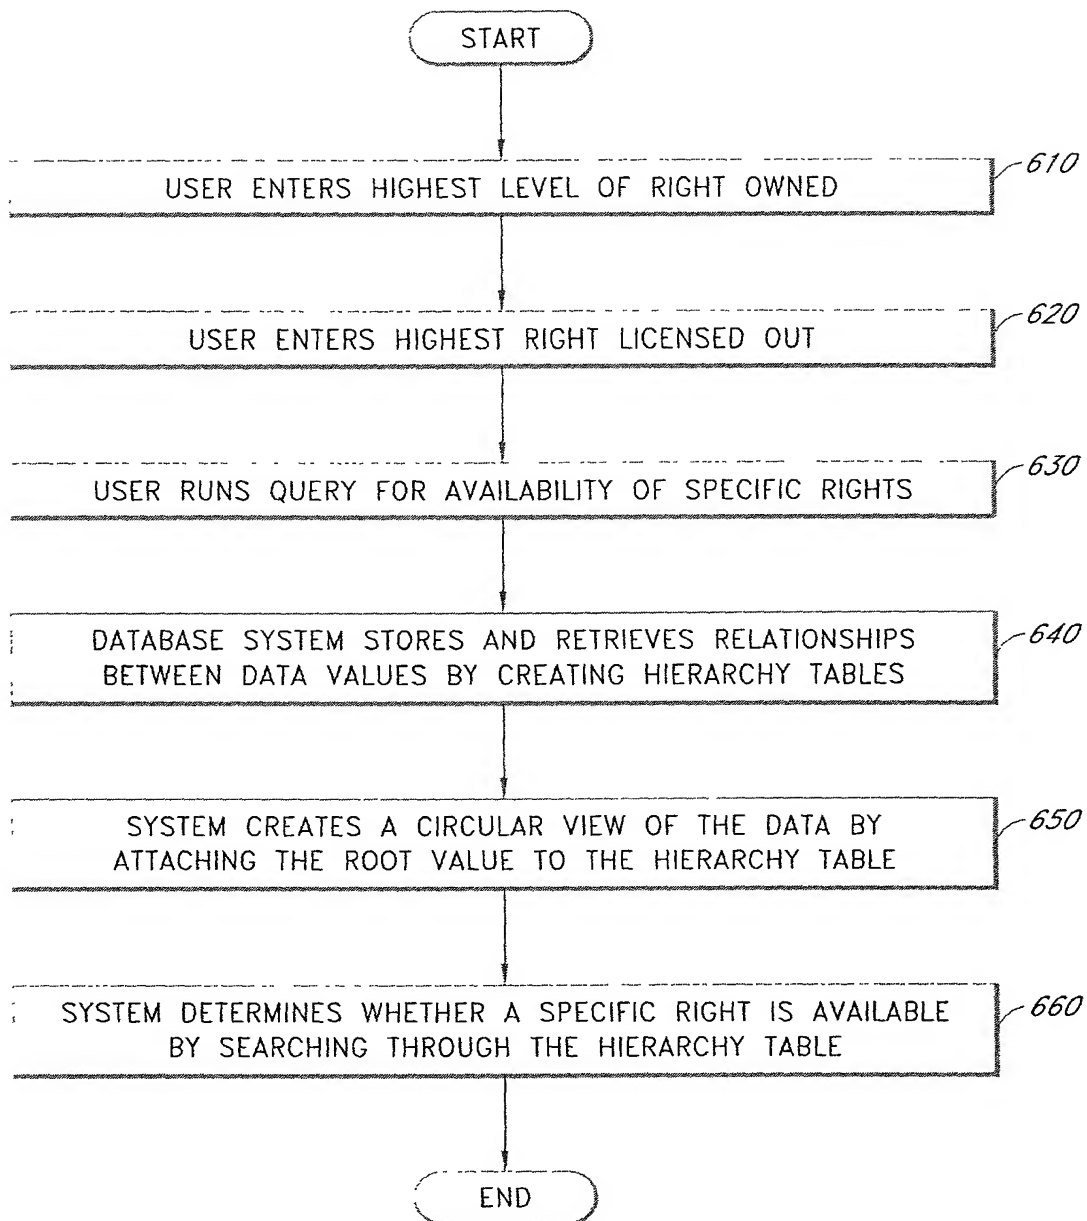 START
USER ENTERS HIGHEST LEVEL OF RIGHT OWNED
610
USER ENTERS HIGHEST RIGHT LICENSED OUT
620
USER RUNS QUERY FOR AVAILABILITY OF SPECIFIC RIGHTS
630
DATABASE SYSTEM STORES AND RETRIEVES RELATIONSHIPS
BETWEEN DATA VALUES BY CREATING HIERARCHY TABLES
640
SYSTEM CREATES A CIRCULAR VIEW OF THE DATA BY
ATTACHING THE ROOT VALUE TO THE HIERARCHY TABLE
650
SYSTEM DETERMINES WHETHER A SPECIFIC RIGHT IS AVAILABLE
BY SEARCHING THROUGH THE HIERARCHY TABLE
660
END